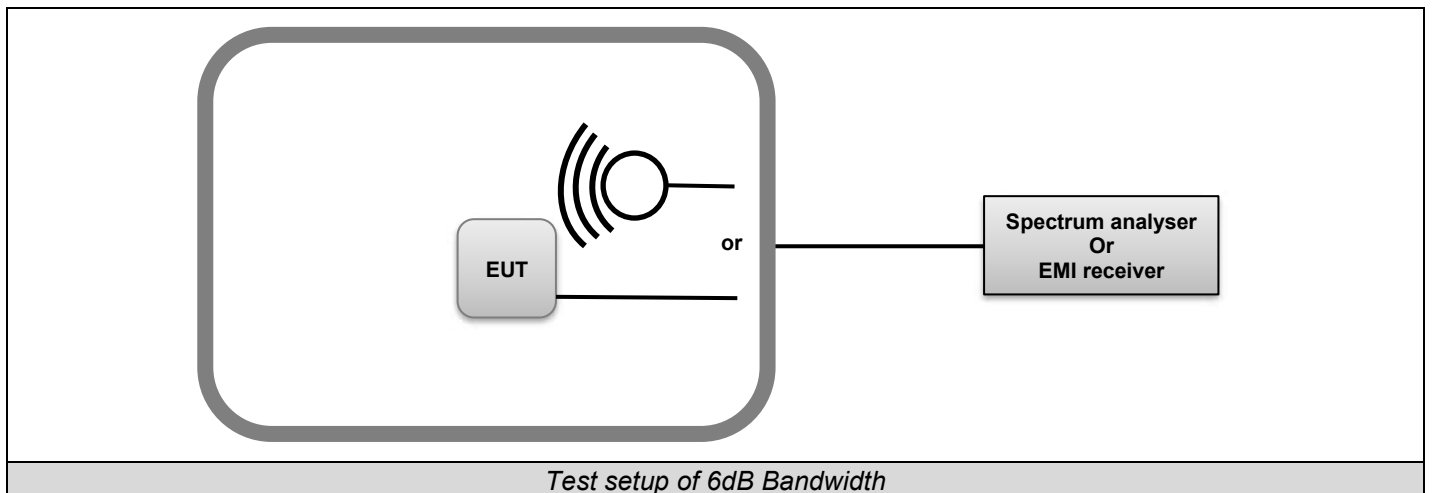 EUT
or
Spectrum analyser
Or
EMI receiver
Test setup of 6dB Bandwidth